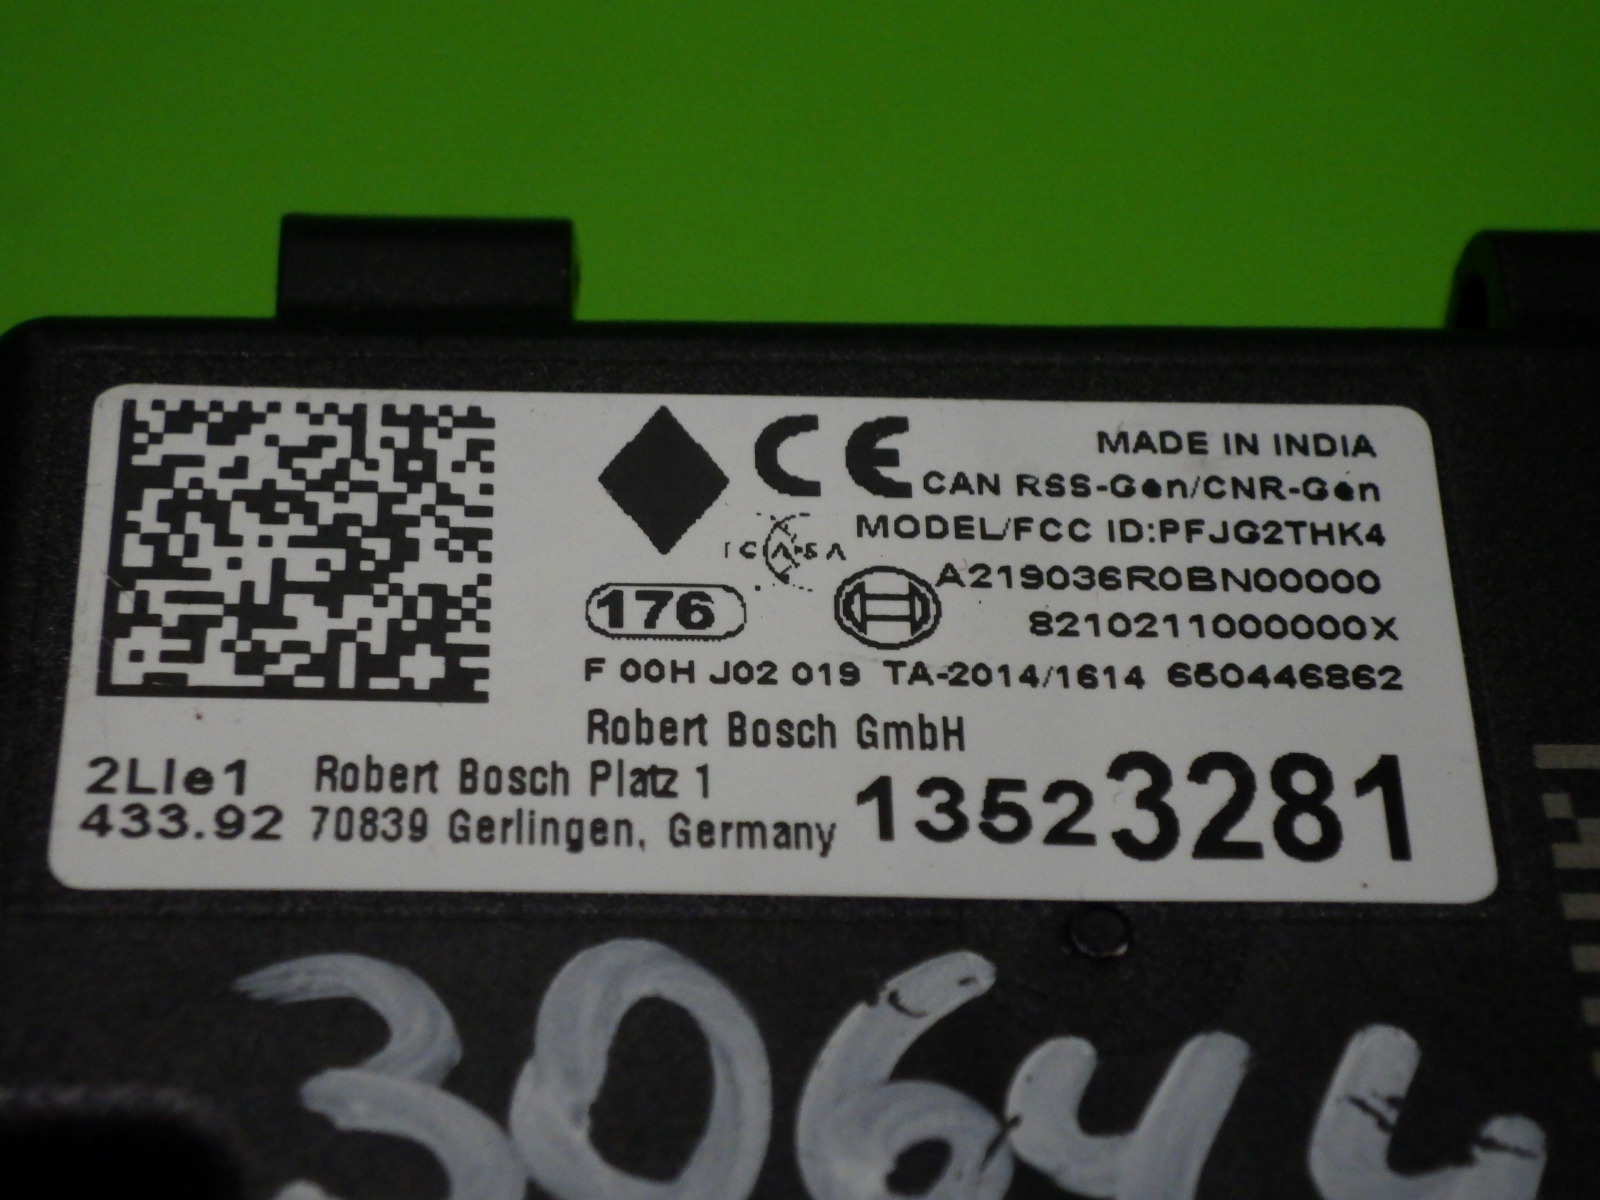 CE
MADE IN INDIA
CAN RSS-Gen/CNR-Gen
MODEL/FCC ID:PFJG2THK4
ICASA
A219036R0BN00000
176
8210211000000X
F 00H J02 019 TA-2014/1614 650446862
Robert Bosch GmbH
2LIe1 Robert Bosch Platz 1
433.92 70839 Gerlingen, Germany 13523281
30644